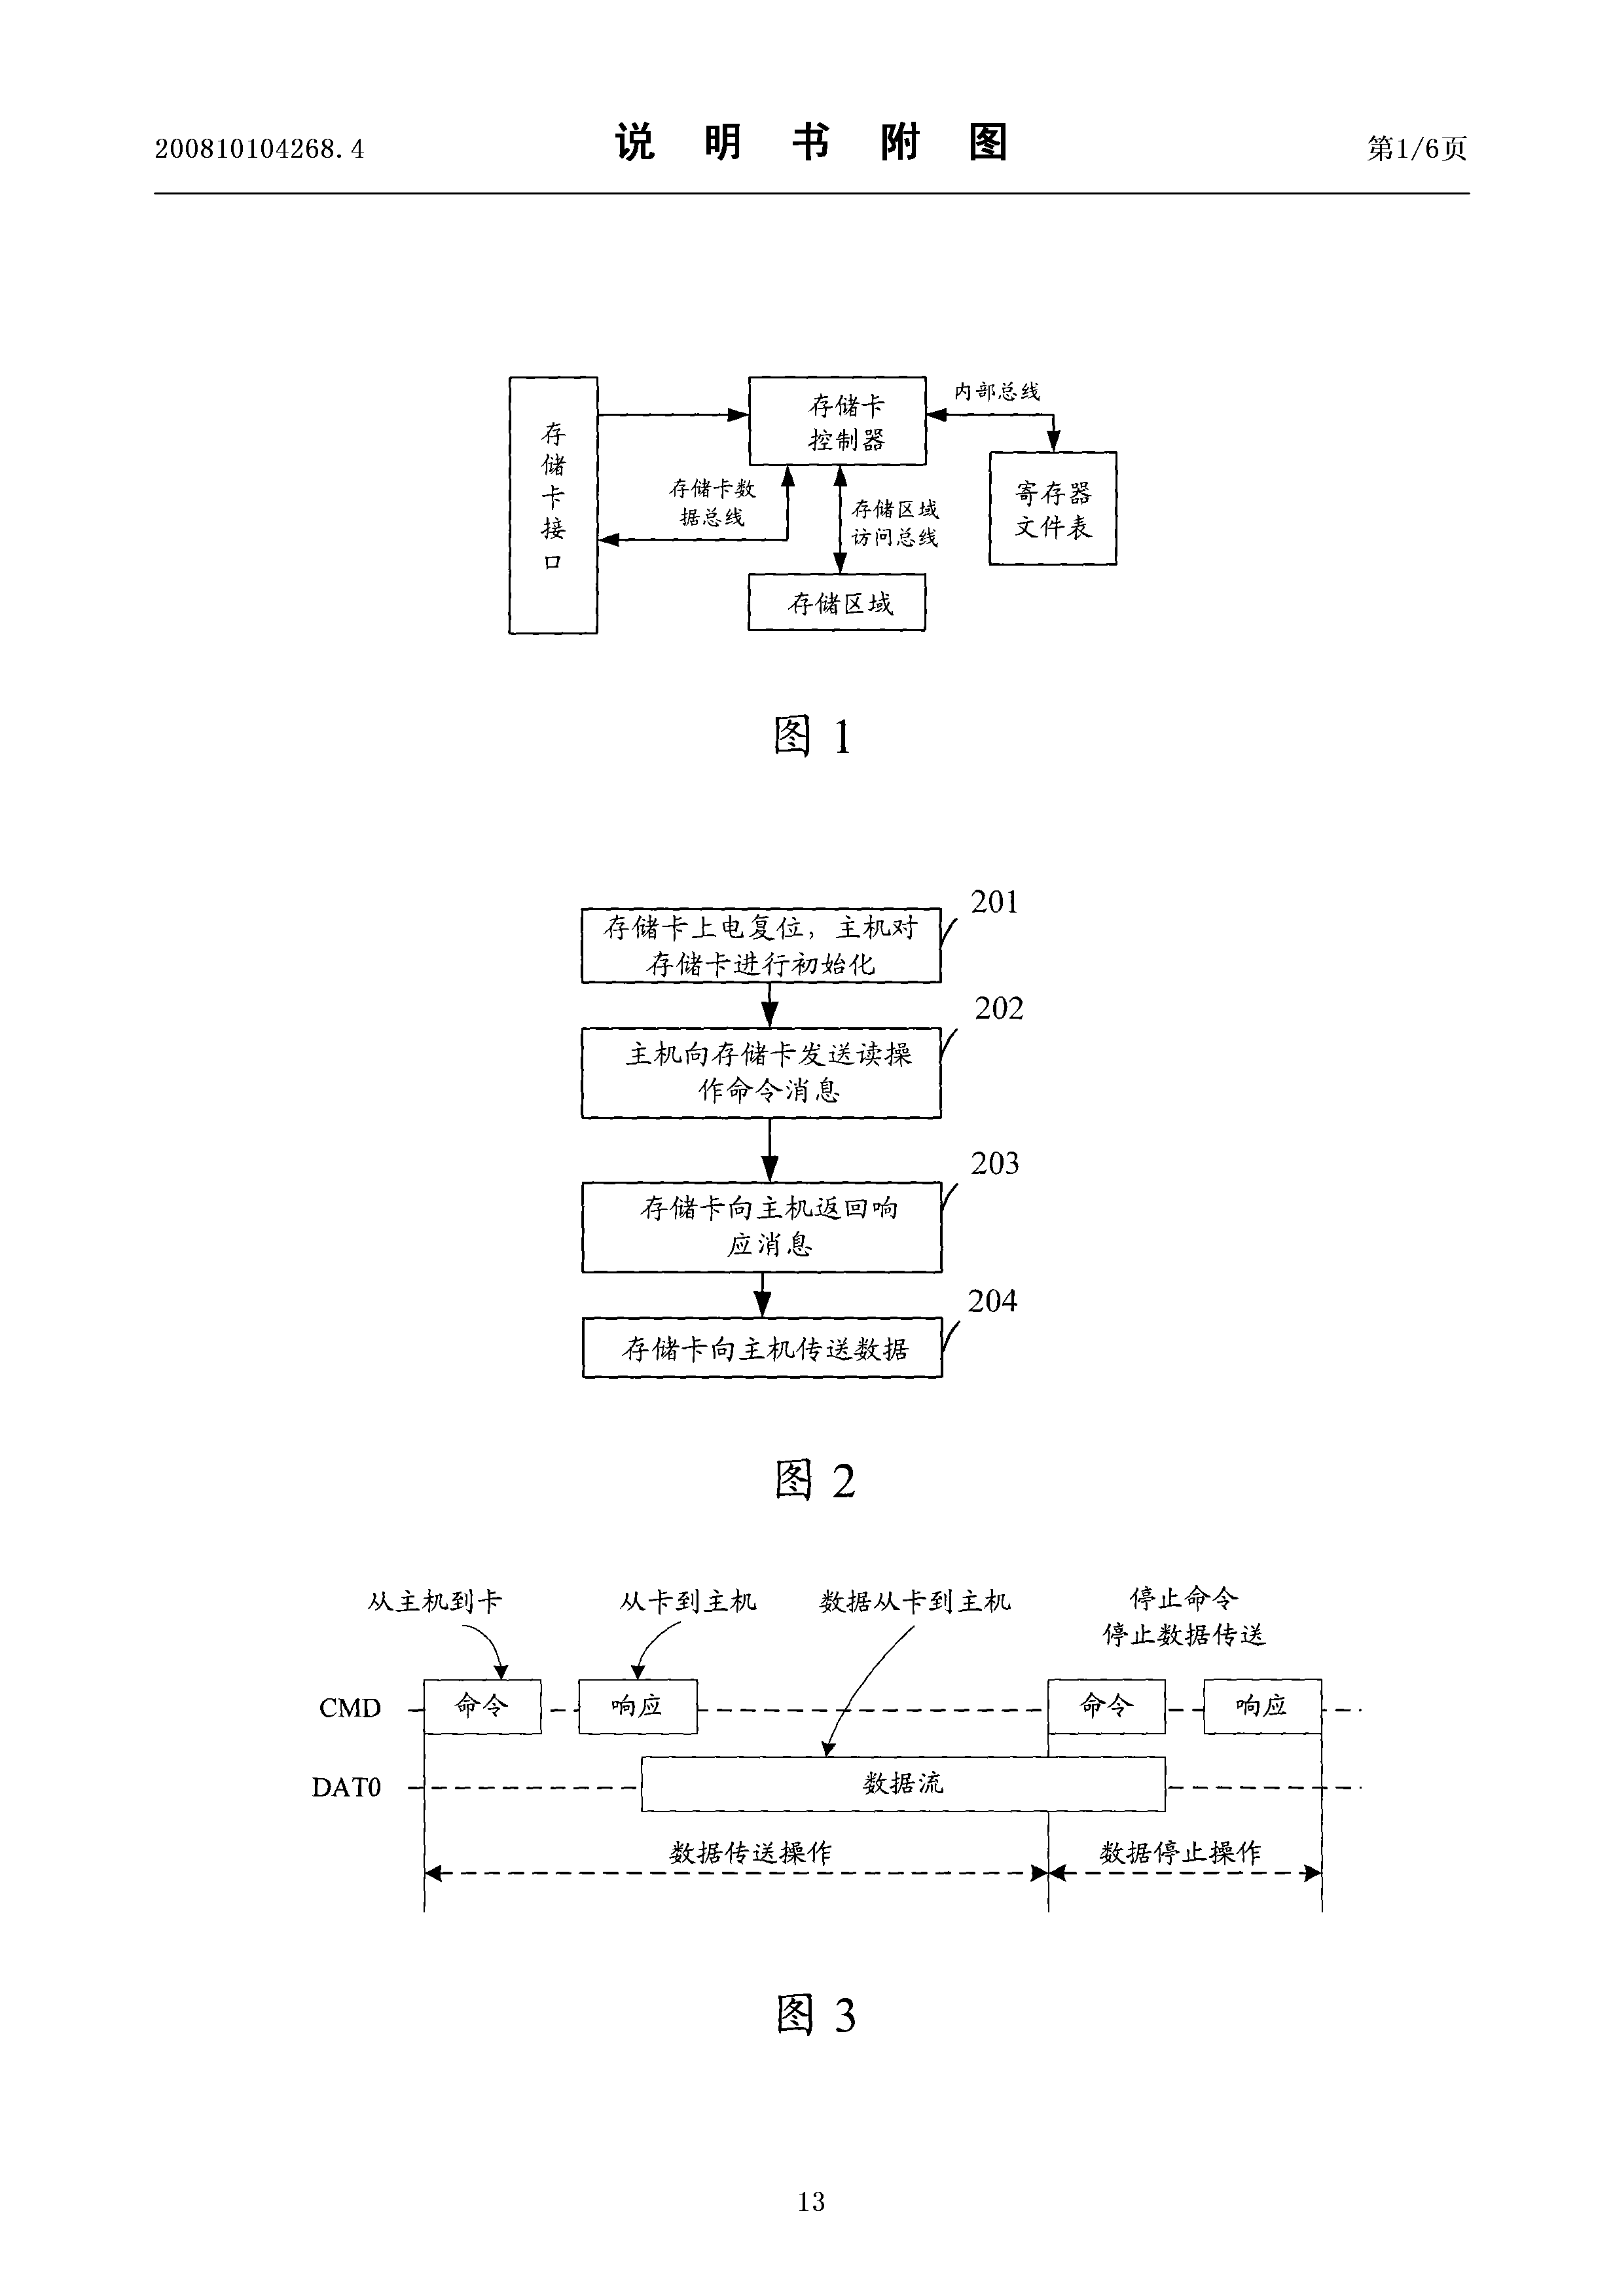 200810104268.4
说 明 书 附 图
第1/6页
存储卡接口
存储卡
控制器
内部总线
寄存器
文件表
存储卡数
据总线
存储区域
访问总线
存储区域
图 1
201
存储卡上电复位，主机对
存储卡进行初始化
202
主机向存储卡发送读操
作命令消息
203
存储卡向主机返回响
应消息
204
存储卡向主机传送数据
图 2
从主机到卡
从卡到主机
数据从卡到主机
停止命令
停止数据传送
CMD
命令
响应
命令
响应
DAT0
数据流
数据传送操作
数据停止操作
图 3
13